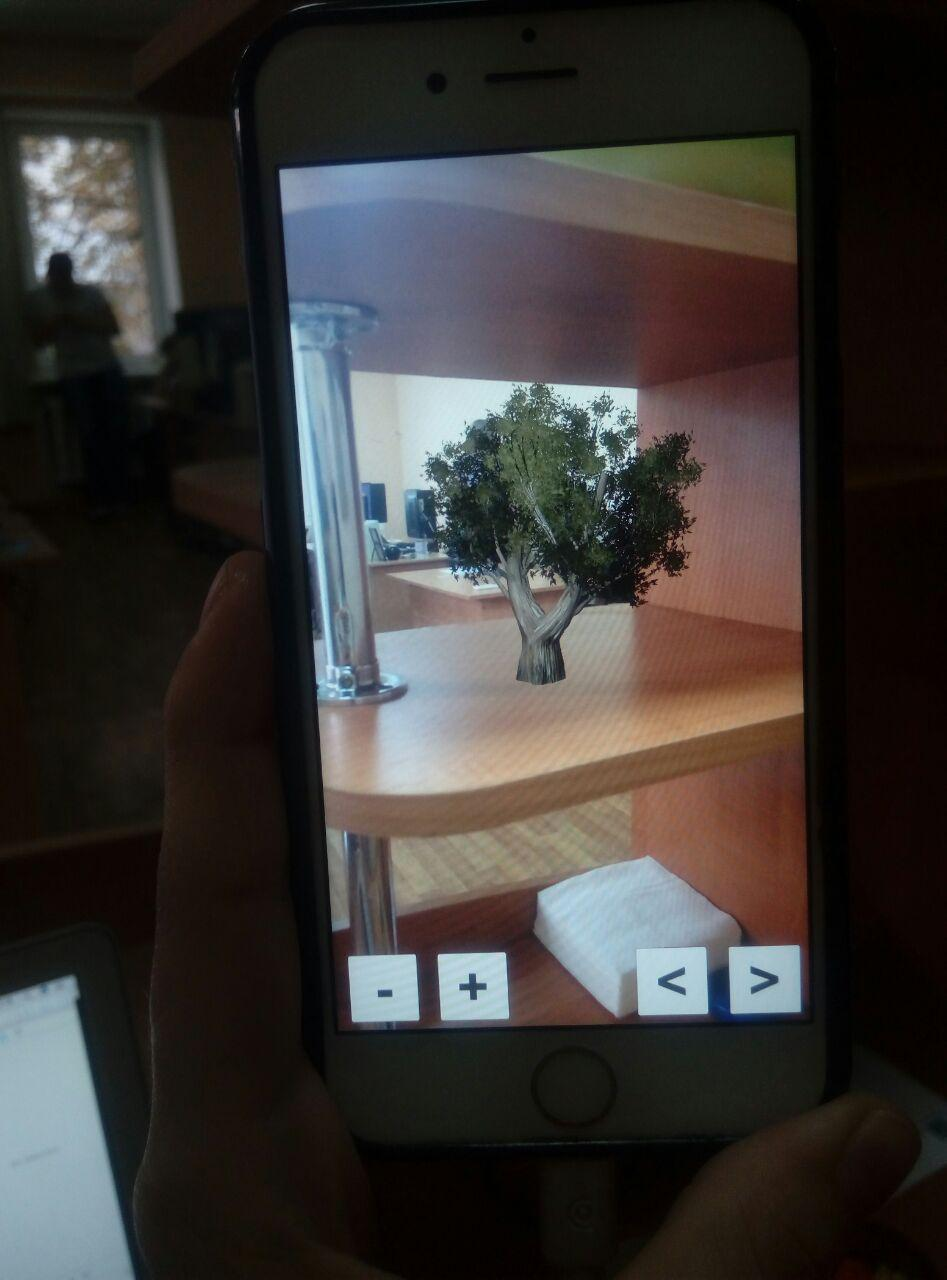 - + < >